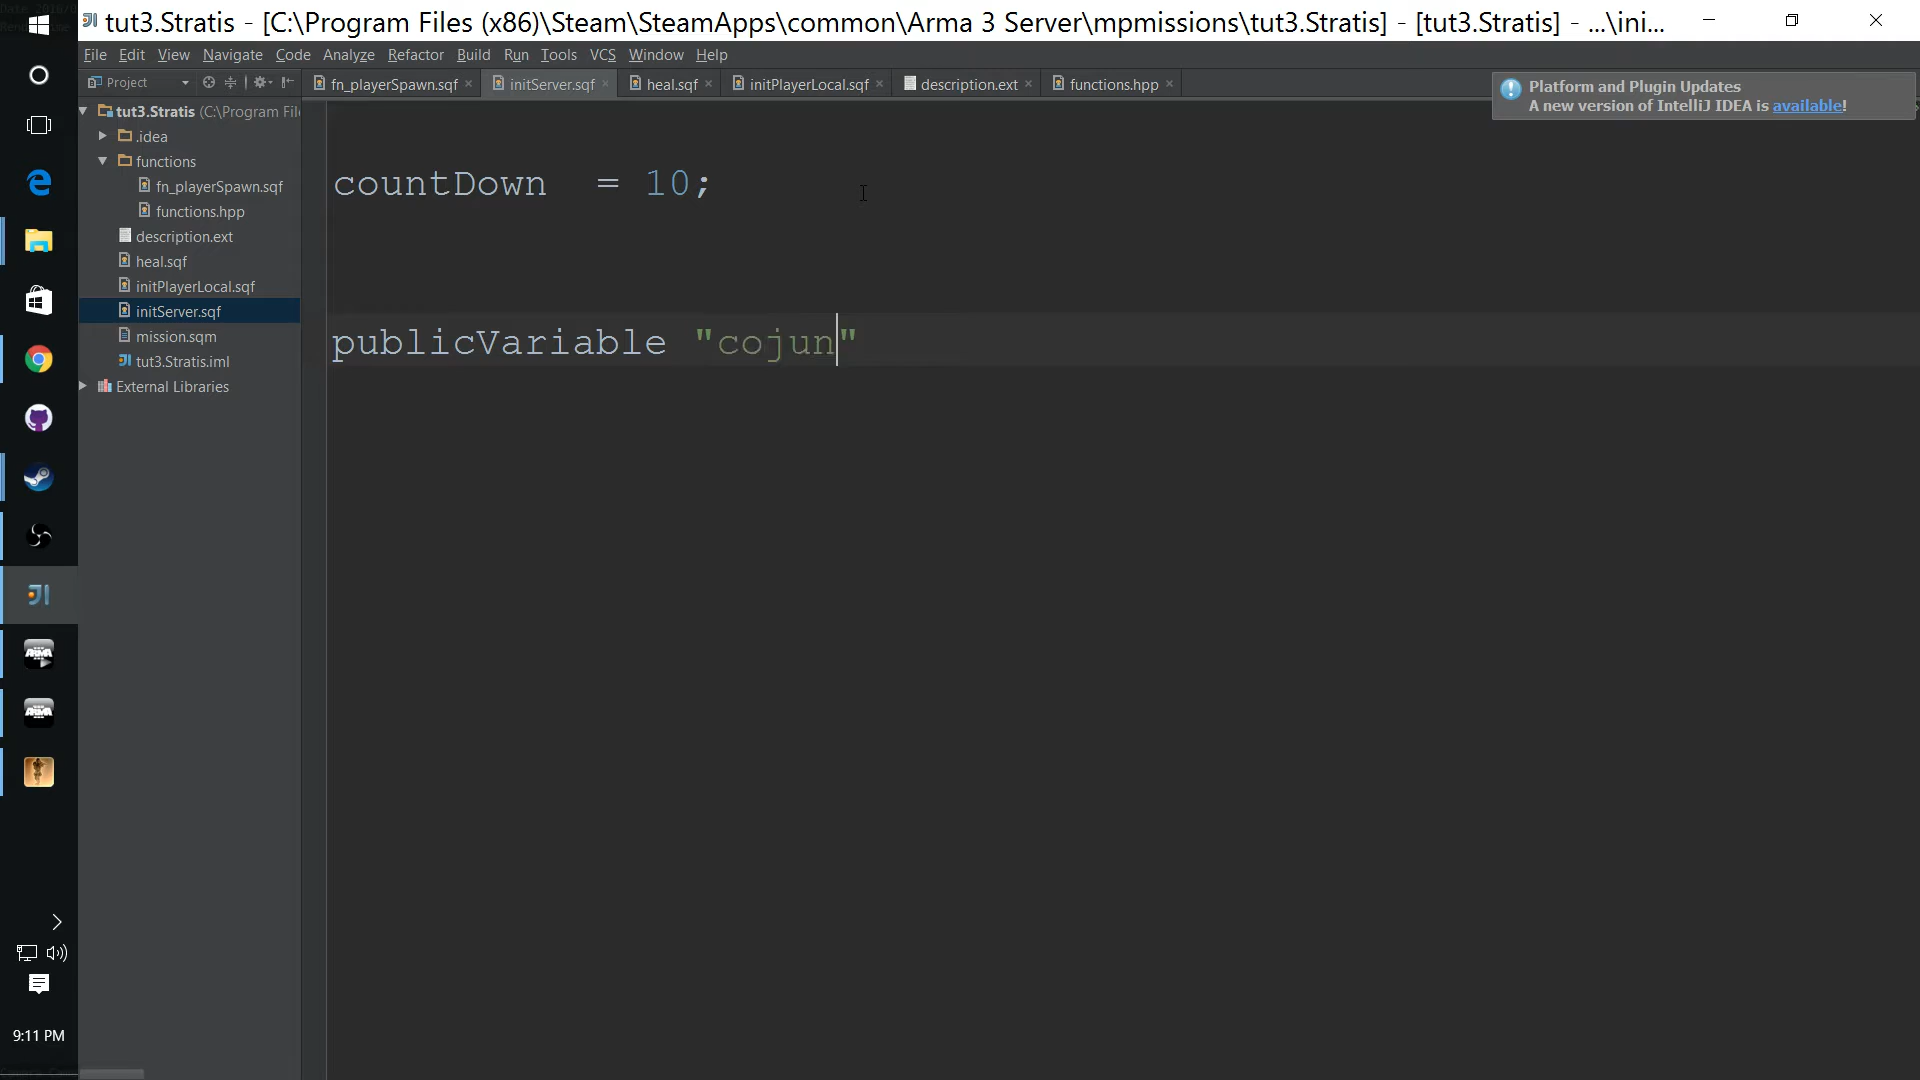 tut3.Stratis - [C:\Program Files (x86)\Steam\SteamApps\common\Arma 3 Server\mpmissions\tut3.Stratis] - [tut3.Stratis] - ...\ini...
File Edit View Navigate Code Analyze Refactor Build Run Tools VCS Window Help
Project
fn_playerSpawn.sqf initServer.sqf heal.sqf initPlayerLocal.sqf description.ext functions.hpp
Platform and Plugin Updates
A new version of IntelliJ IDEA is available!
tut3.Stratis (C:\Program File
.idea
functions
fn_playerSpawn.sqf
functions.hpp
description.ext
heal.sqf
initPlayerLocal.sqf
initServer.sqf
mission.sqm
tut3.Stratis.iml
External Libraries
countDown = 10;
publicVariable "cojun"
ARMA
ARMA
9:11 PM